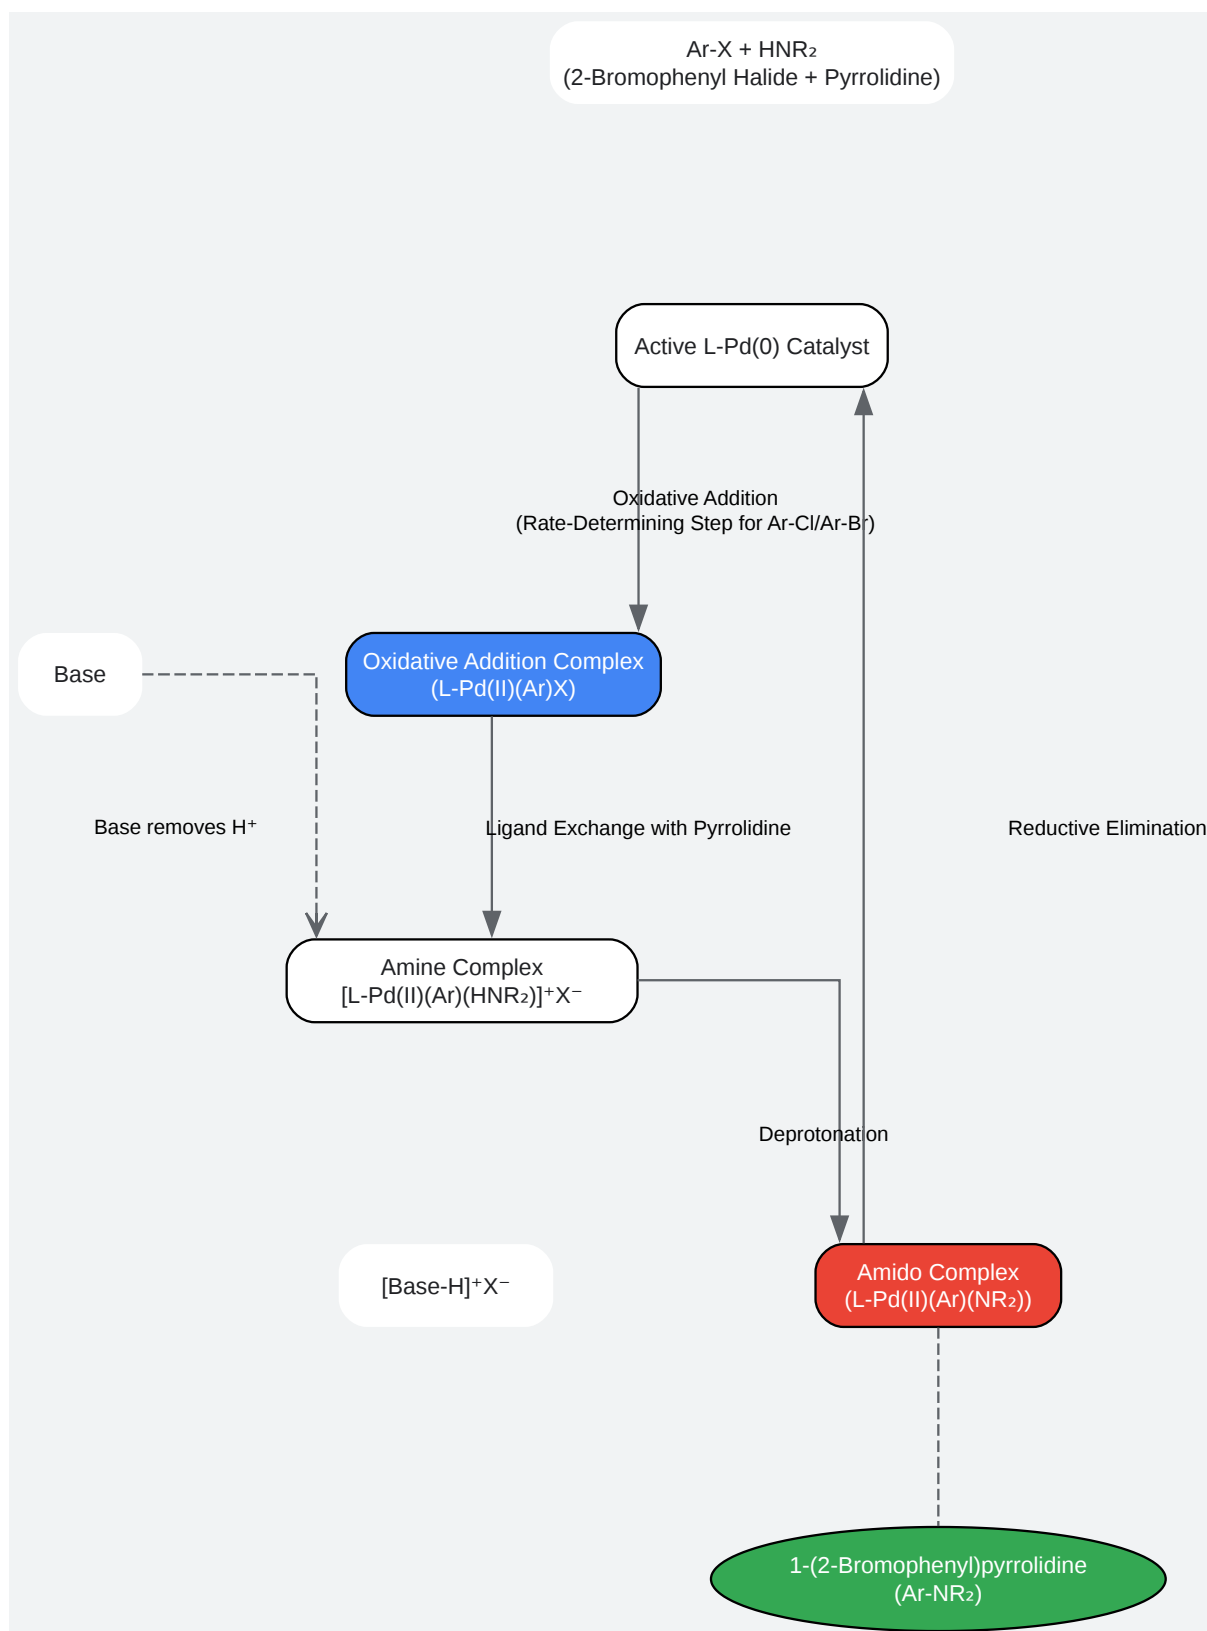 Ar-X + HNR₂
(2-Bromophenyl Halide + Pyrrolidine)
Active L-Pd(0) Catalyst
Oxidative Addition
(Rate-Determining Step for Ar-Cl/Ar-Br)
Base
Oxidative Addition Complex
(L-Pd(II)(Ar)X)
Base removes H⁺
Ligand Exchange with Pyrrolidine
Reductive Elimination
Amine Complex
[L-Pd(II)(Ar)(HNR₂)]⁺X⁻
Deprotonation
[Base-H]⁺X⁻
Amido Complex
(L-Pd(II)(Ar)(NR₂))
1-(2-Bromophenyl)pyrrolidine
(Ar-NR₂)